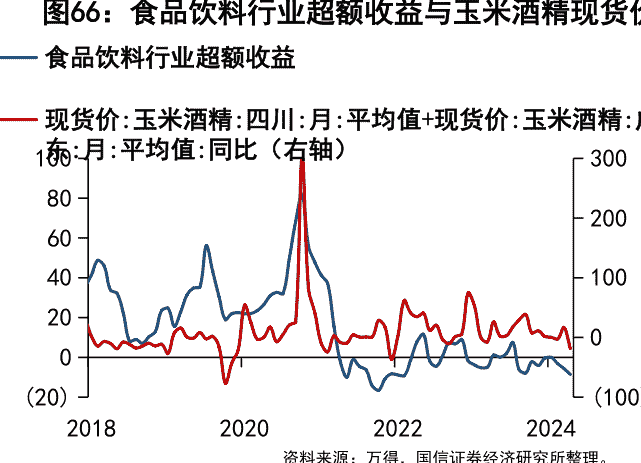 图66：食品饮料行业超额收益与玉米酒精现货
食品饮料行业超额收益
现货价:玉米酒精:四川:月:平均值+现货价:玉米酒精:
东:月:平均值:同比（右轴）
100 300
80 200
60
40 100
20 0
0
(20) (100
2018 2020 2022 2024
资料来源：万得，国信证券经济研究所整理。